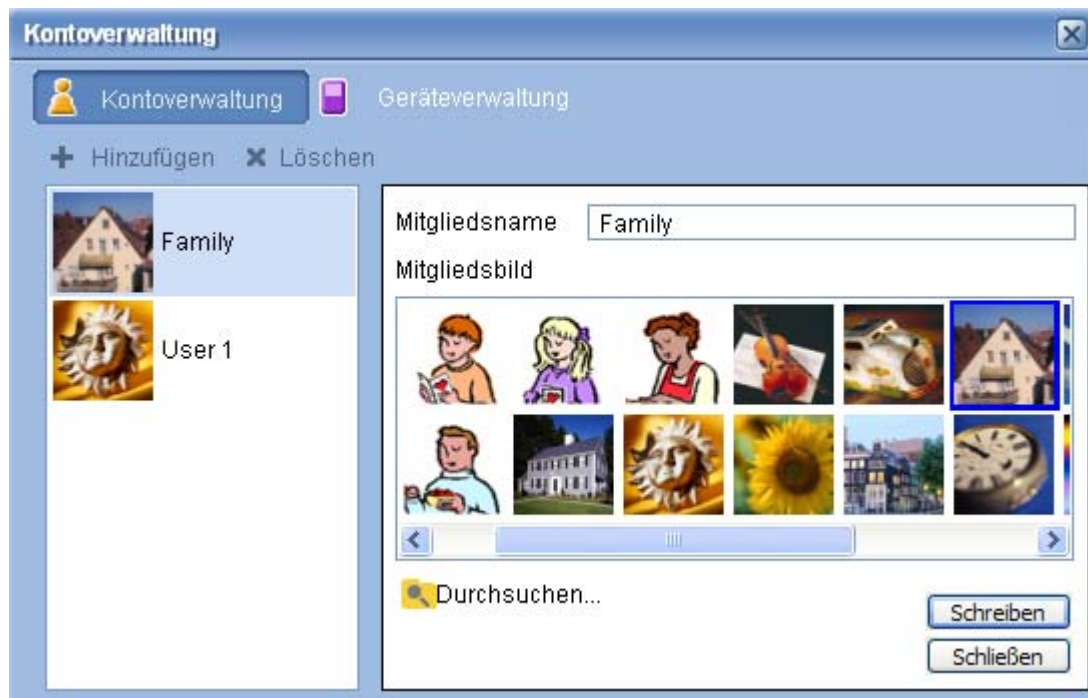 Kontoverwaltung
Kontoverwaltung Geräteverwaltung
Hinzufügen Löschen
Family
User 1
Mitgliedsname Family
Mitgliedsbild
Durchsuchen...
Schreiben
Schließen